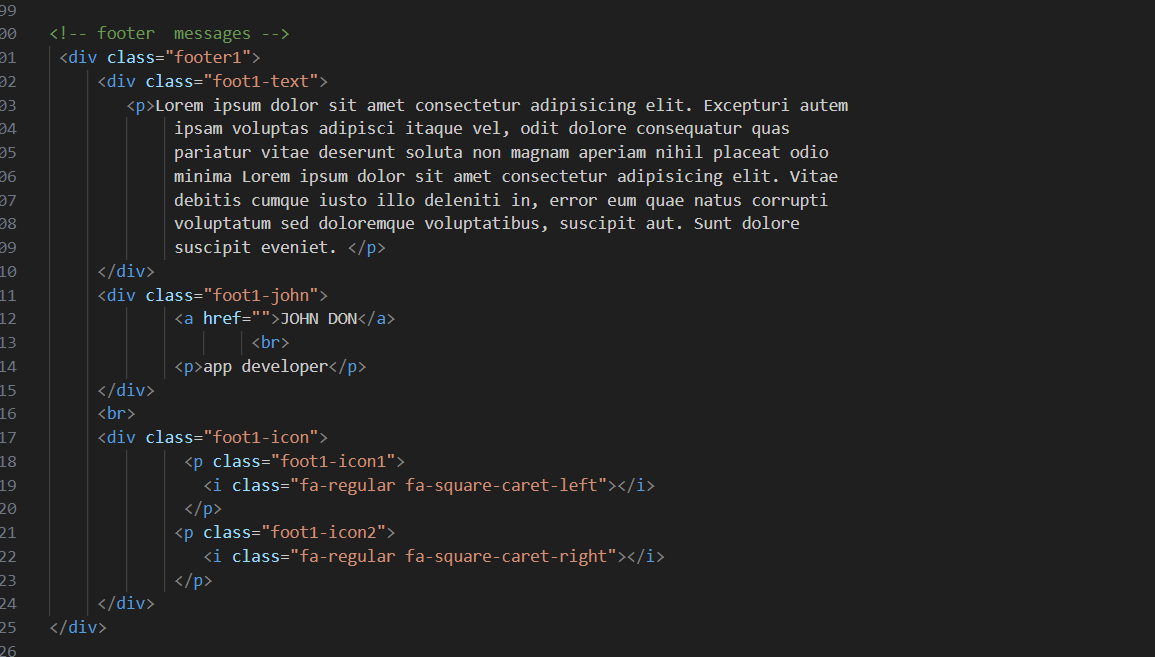 99
00 <!-- footer  messages -->
01 <div class="footer1">
02 <div class="foot1-text">
03 <p>Lorem ipsum dolor sit amet consectetur adipisicing elit. Excepturi autem
04 ipsam voluptas adipisci itaque vel, odit dolore consequatur quas
05 pariatur vitae deserunt soluta non magnam aperiam nihil placeat odio
06 minima Lorem ipsum dolor sit amet consectetur adipisicing elit. Vitae
07 debitis cumque iusto illo deleniti in, error eum quae natus corrupti
08 voluptatum sed doloremque voluptatibus, suscipit aut. Sunt dolore
09 suscipit eveniet. </p>
10 </div>
11 <div class="foot1-john">
12 <a href="">JOHN DON</a>
13 <br>
14 <p>app developer</p>
15 </div>
16 <br>
17 <div class="foot1-icon">
18 <p class="foot1-icon1">
19 <i class="fa-regular fa-square-caret-left"></i>
20 </p>
21 <p class="foot1-icon2">
22 <i class="fa-regular fa-square-caret-right"></i>
23 </p>
24 </div>
25 </div>
26